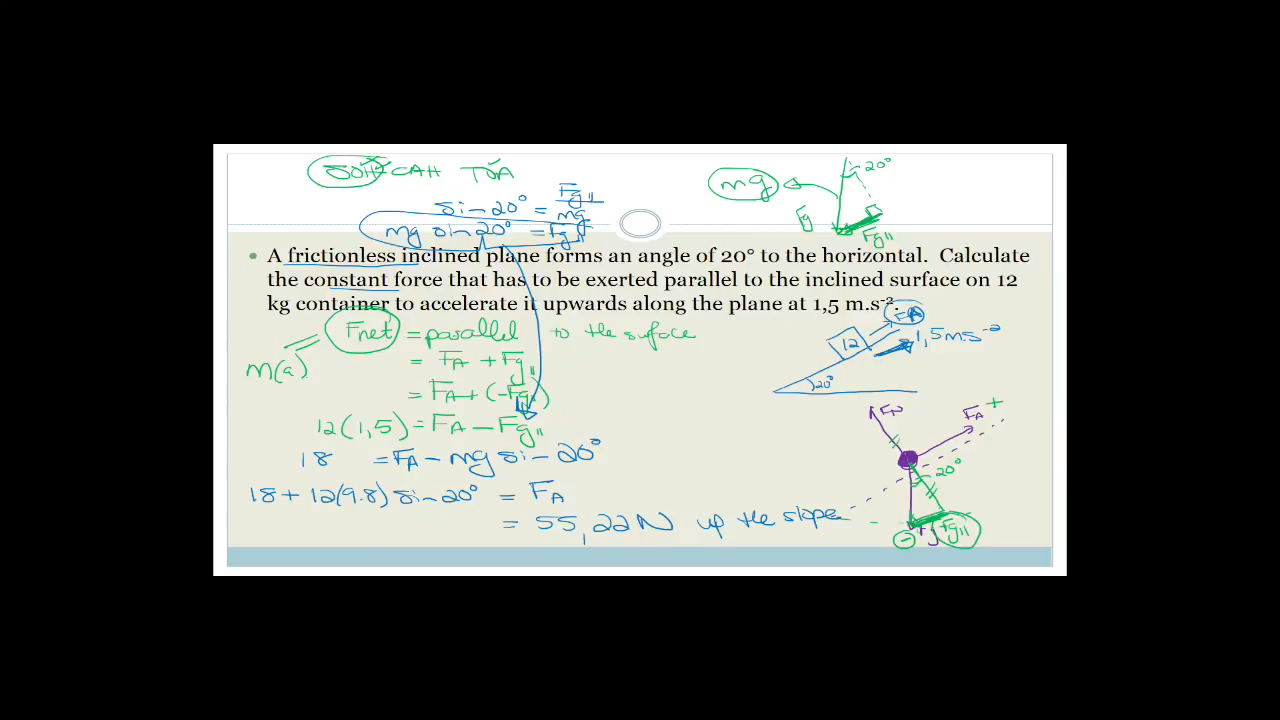 SOH CAH TOA
sin 20° = Fg||/mg
mg sin 20° = Fg||
mg
20°
Fg
Fg||
• A frictionless inclined plane forms an angle of 20° to the horizontal. Calculate
the constant force that has to be exerted parallel to the inclined surface on 12
kg container to accelerate it upwards along the plane at 1,5 m.s-2.
Fnet = parallel to the surface
m(a)
= FA + Fg||
= FA + (-Fg||)
12(1,5) = FA - Fg||
18 = FA - mg sin 20°
18 + 12(9.8) sin 20° = FA
= 55,22N up the slope
FA
12
1,5 m.s-2
20°
FN
FA +
20°
-
Fg
Fg||